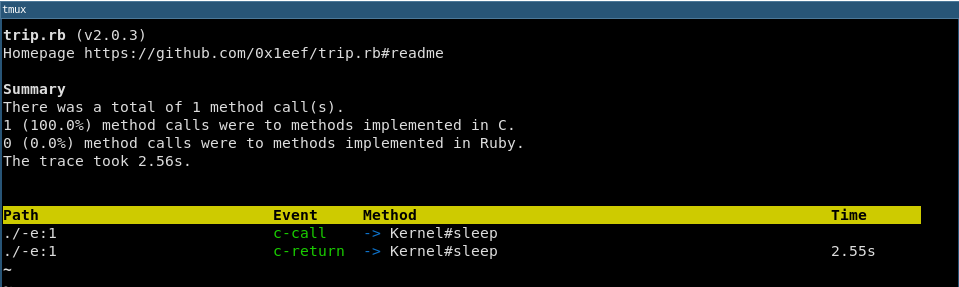 tmux
trip.rb (v2.0.3)
Homepage https://github.com/0x1eef/trip.rb#readme
Summary
There was a total of 1 method call(s).
1 (100.0%) method calls were to methods implemented in C.
0 (0.0%) method calls were to methods implemented in Ruby.
The trace took 2.56s.
Path Event Method Time
./-e:1 c-call -> Kernel#sleep
./-e:1 c-return -> Kernel#sleep 2.55s
~